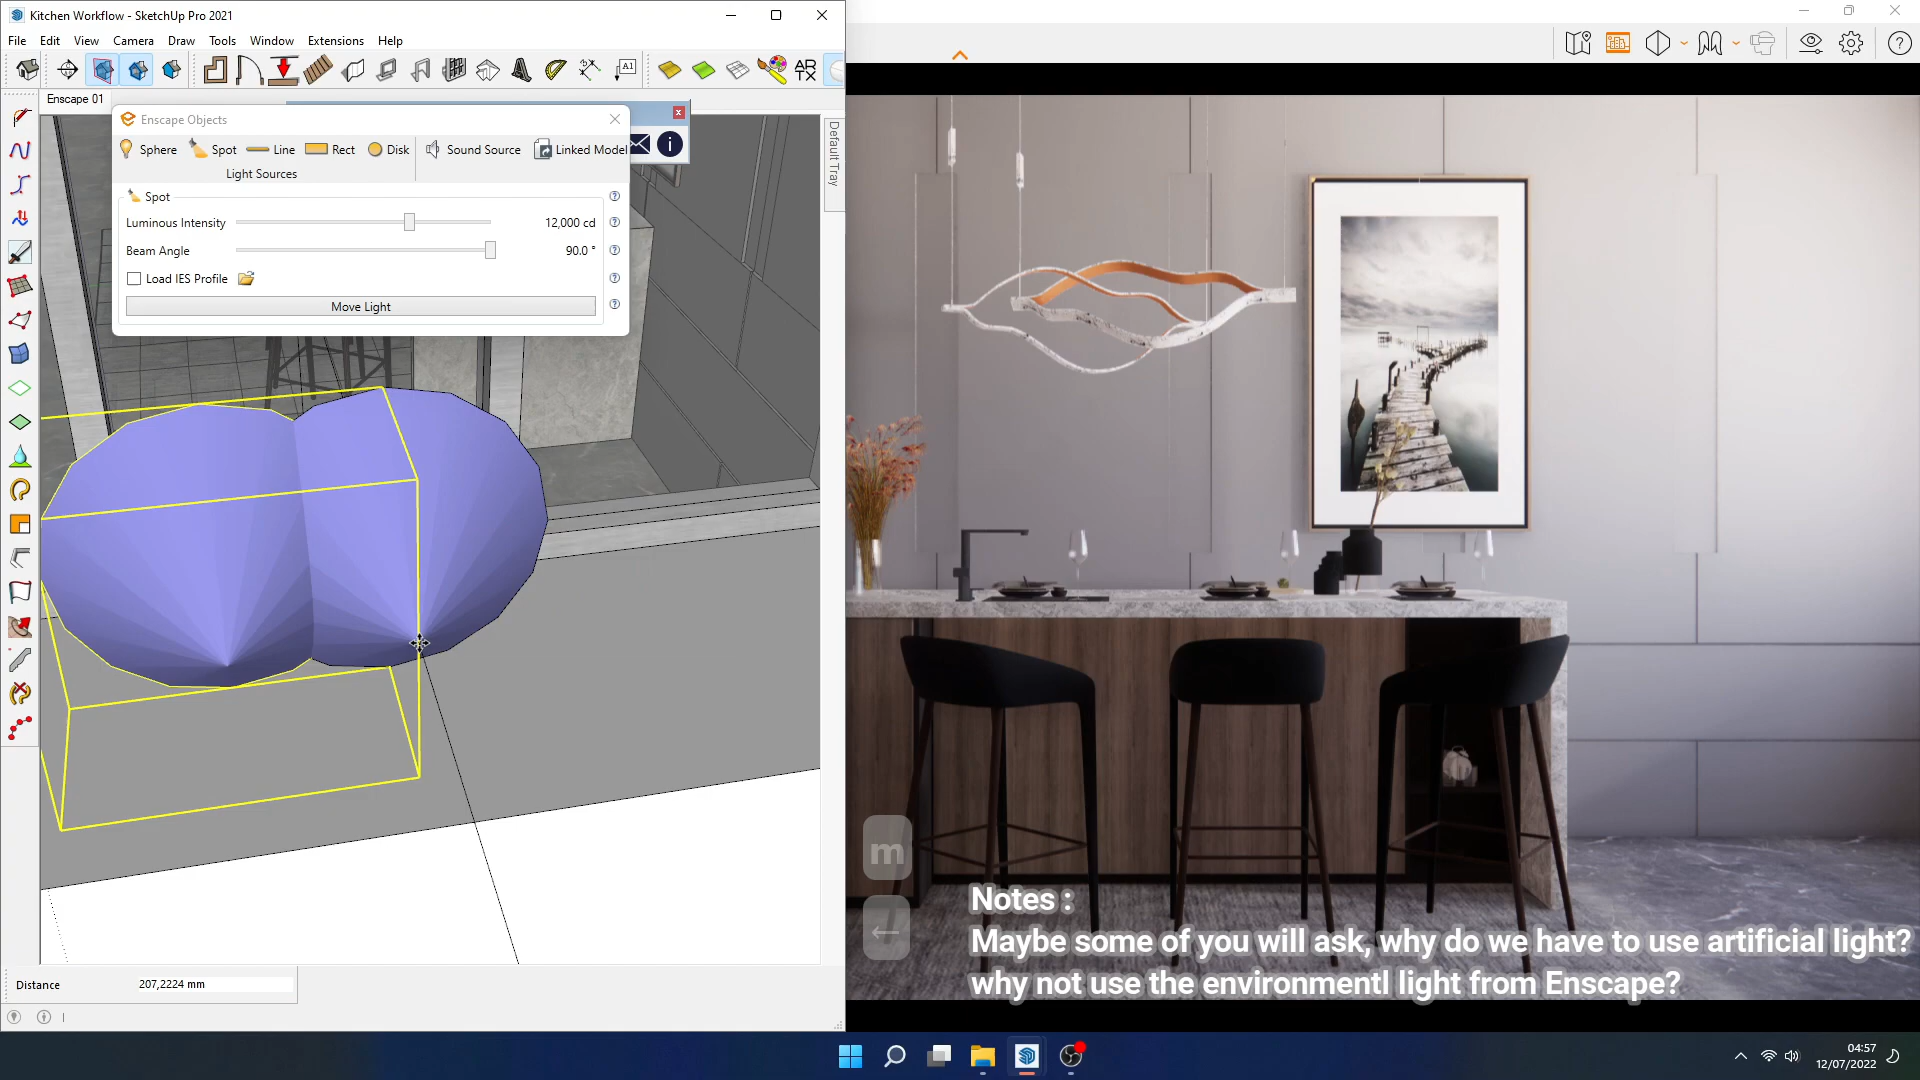 Kitchen Workflow - SketchUp Pro 2021
File Edit View Camera Draw Tools Window Extensions Help
A1
AR
TX
Enscape 01
Enscape Objects
Sphere Spot Line Rect Disk Sound Source Linked Model
Light Sources
Default Tray
Spot
Luminous Intensity 12,000 cd
Beam Angle 90.0 °
Load IES Profile
Move Light
m
Notes :
Maybe some of you will ask, why do we have to use artificial light?
why not use the environmentl light from Enscape?
Distance 207,2224 mm
04:57
12/07/2022